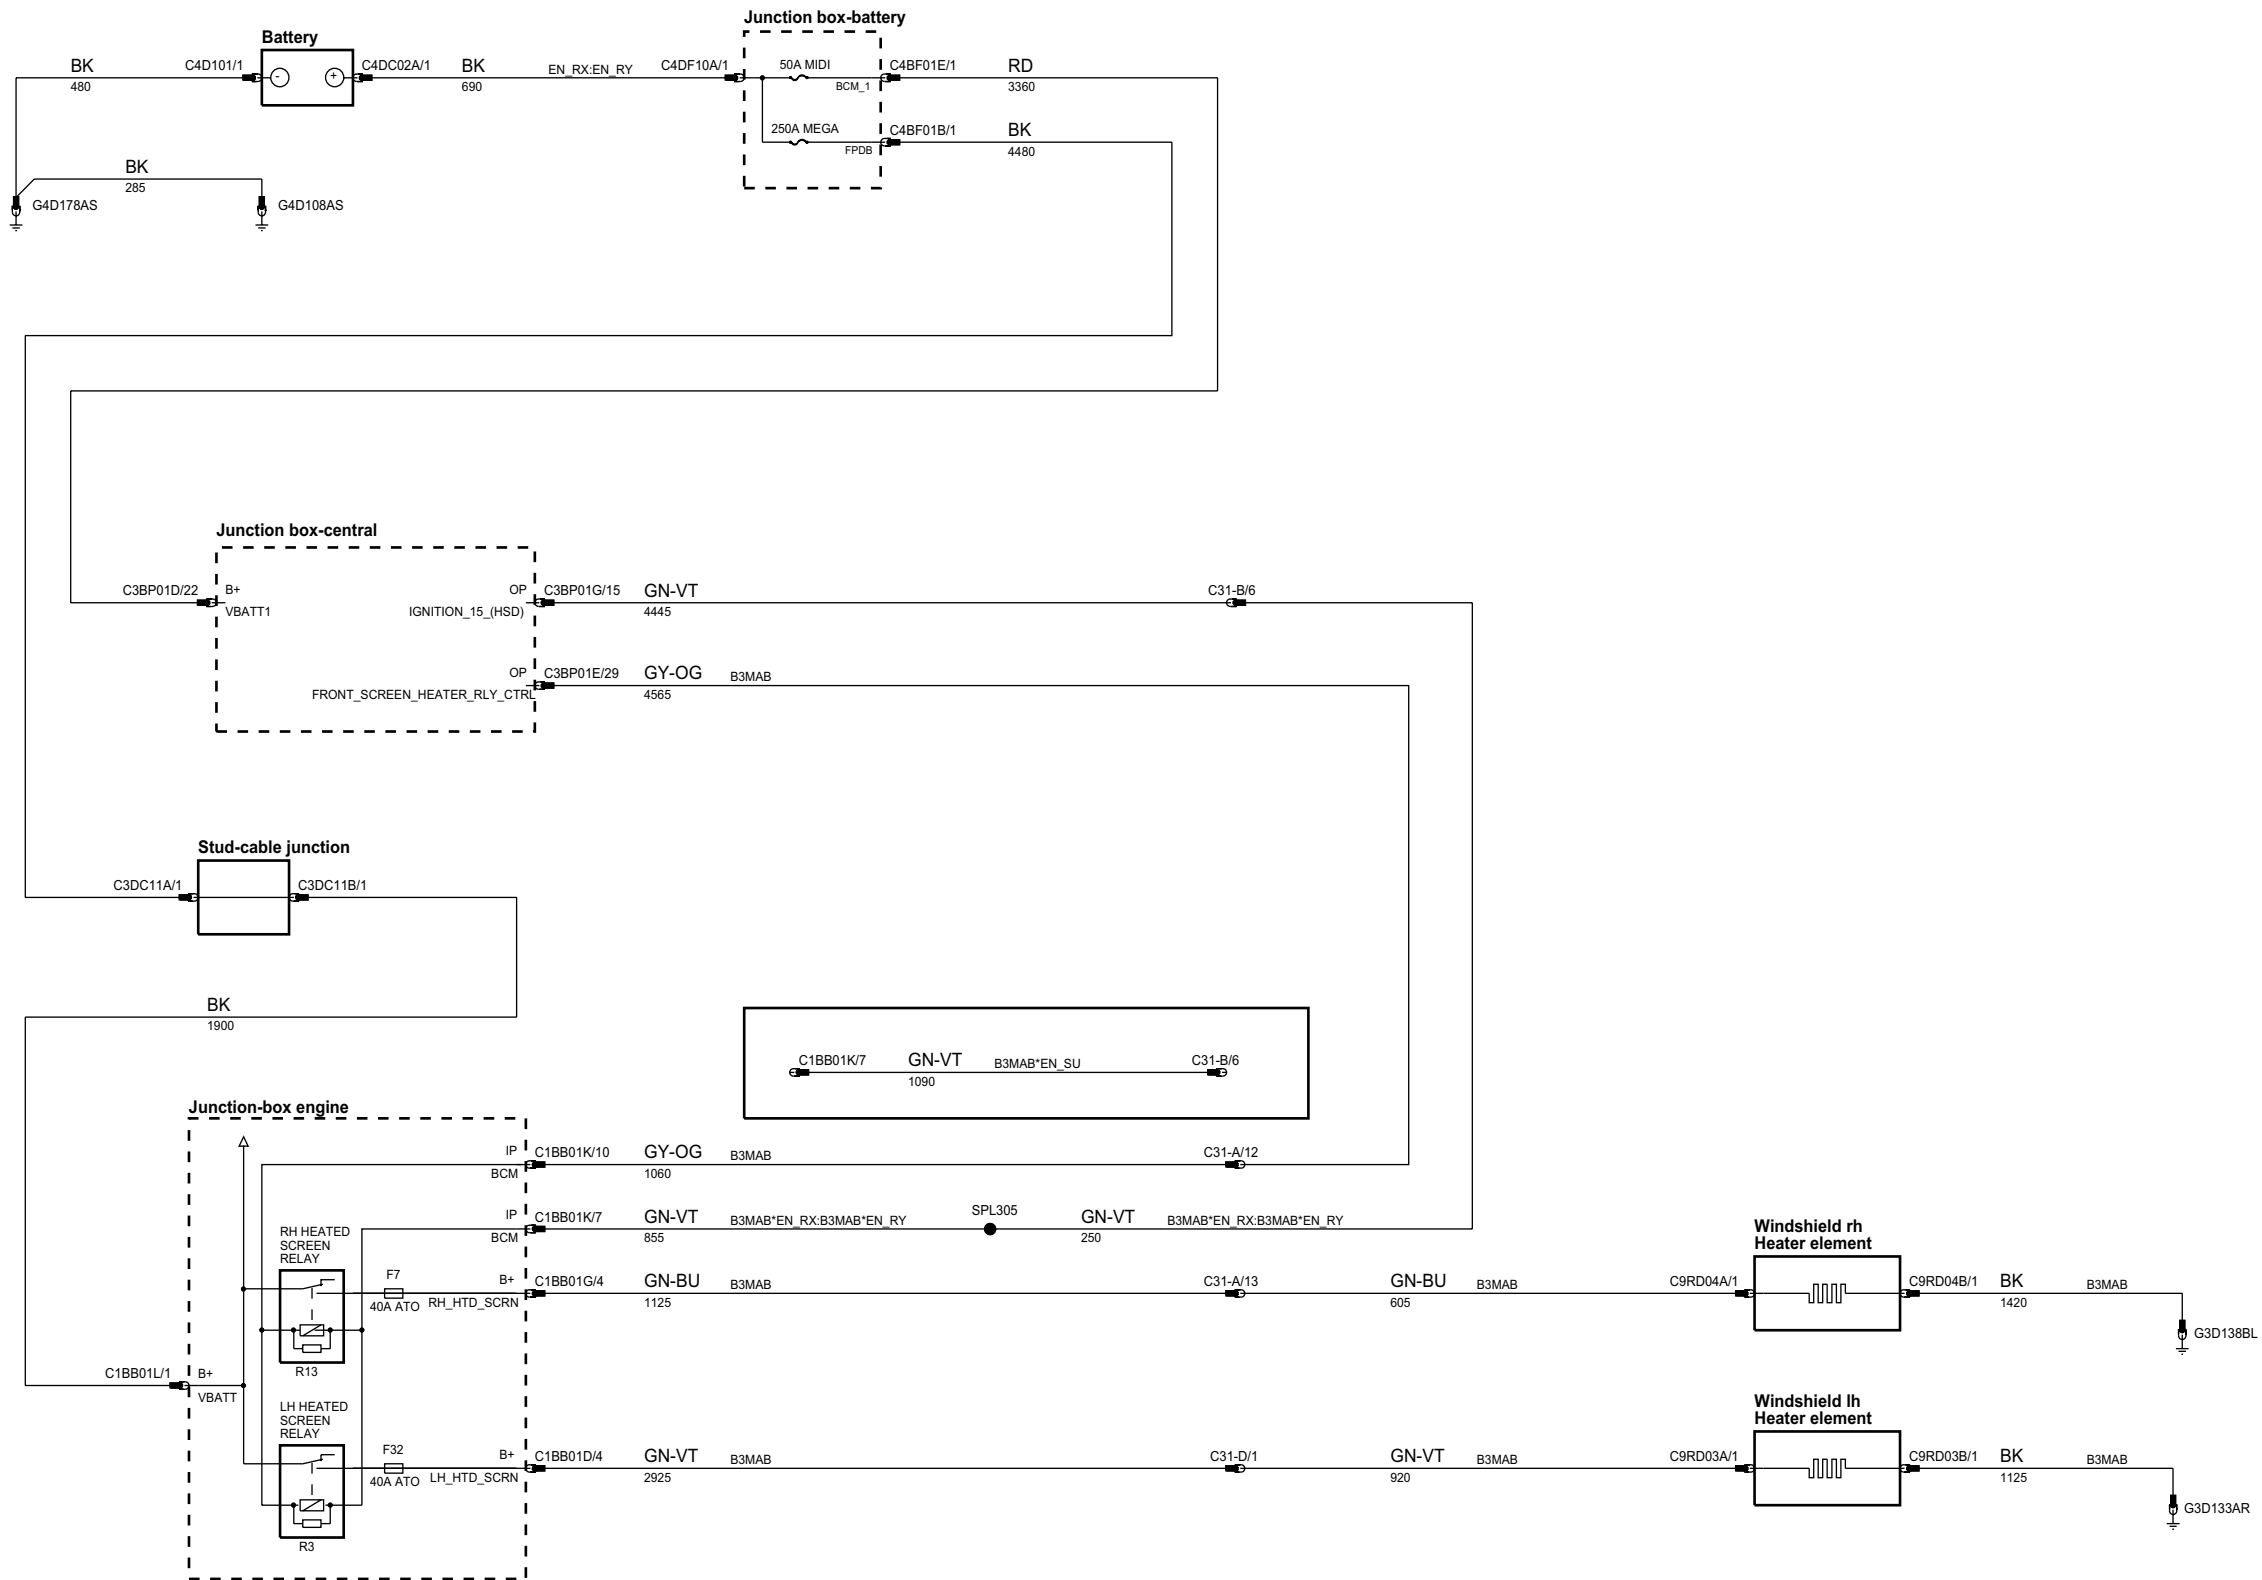 Junction box-battery
Battery
BK
480
C4D101/1
-
+
C4DC02A/1
BK
690
EN_RX:EN_RY
C4DF10A/1
50A MIDI
BCM_1
C4BF01E/1
RD
3360
250A MEGA
FPDB
C4BF01B/1
BK
4480
BK
285
G4D178AS
G4D108AS
Junction box-central
C3BP01D/22
B+
VBATT1
OP
IGNITION_15_(HSD)
C3BP01G/15
GN-VT
4445
C31-B/6
OP
FRONT_SCREEN_HEATER_RLY_CTRL
C3BP01E/29
GY-OG
4565
B3MAB
Stud-cable junction
C3DC11A/1
C3DC11B/1
BK
1900
C1BB01K/7
GN-VT
1090
B3MAB*EN_SU
C31-B/6
Junction-box engine
IP
BCM
C1BB01K/10
GY-OG
1060
B3MAB
C31-A/12
IP
BCM
C1BB01K/7
GN-VT
855
B3MAB*EN_RX:B3MAB*EN_RY
SPL305
GN-VT
250
B3MAB*EN_RX:B3MAB*EN_RY
RH HEATED
SCREEN
RELAY
F7
40A ATO
B+
RH_HTD_SCRN
C1BB01G/4
GN-BU
1125
B3MAB
C31-A/13
GN-BU
605
B3MAB
C9RD04A/1
Windshield rh
Heater element
C9RD04B/1
BK
1420
B3MAB
G3D138BL
R13
C1BB01L/1
B+
VBATT
LH HEATED
SCREEN
RELAY
F32
40A ATO
B+
LH_HTD_SCRN
C1BB01D/4
GN-VT
2925
B3MAB
C31-D/1
GN-VT
920
B3MAB
C9RD03A/1
Windshield lh
Heater element
C9RD03B/1
BK
1125
B3MAB
G3D133AR
R3